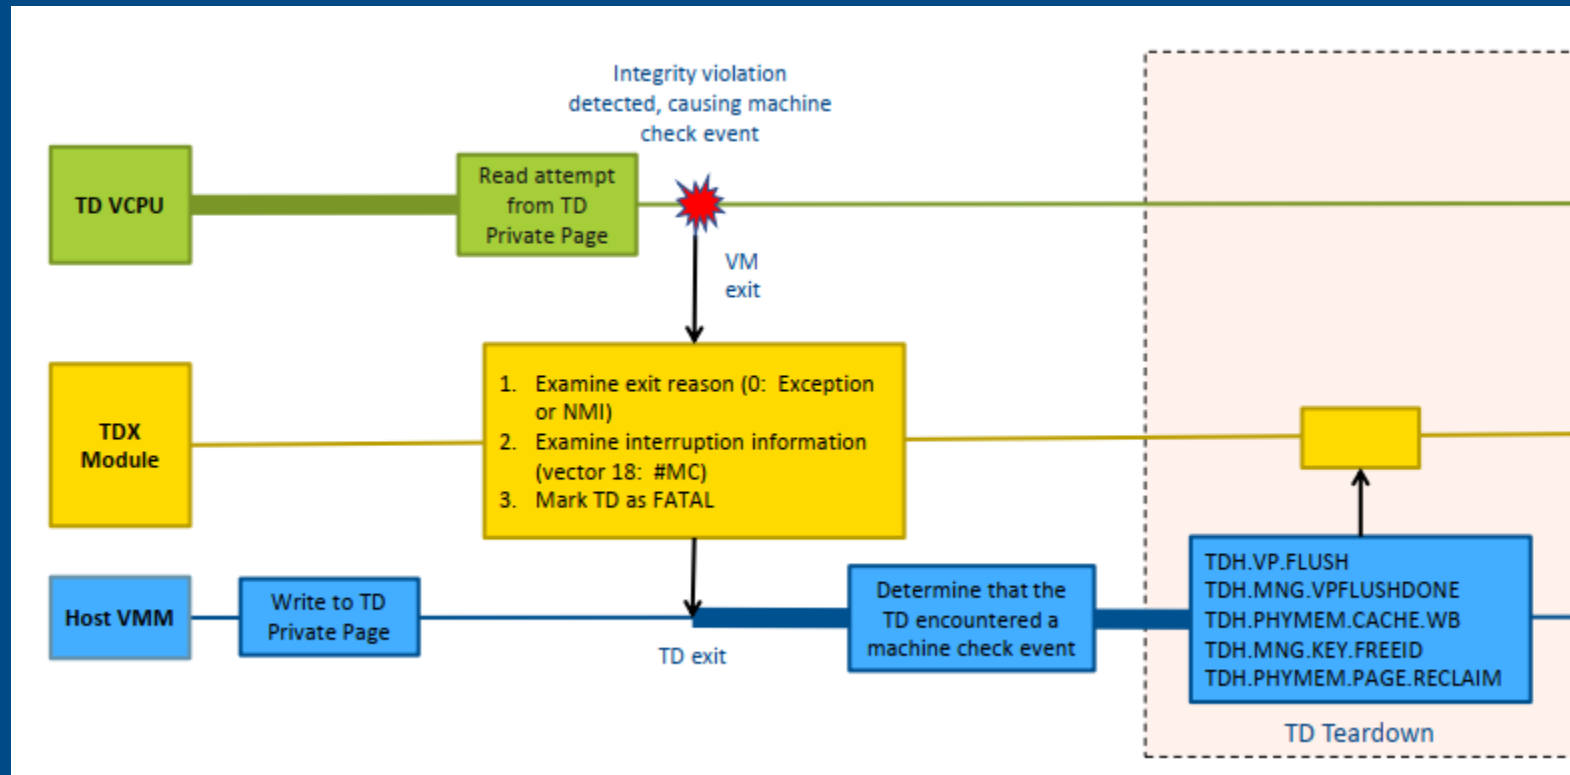 Integrity violation
detected, causing machine
check event
TD VCPU
Read attempt
from TD
Private Page
VM
exit
TDX
Module
1. Examine exit reason (0: Exception
or NMI)
2. Examine interruption information
(vector 18: #MC)
3. Mark TD as FATAL
Host VMM
Write to TD
Private Page
TD exit
Determine that the
TD encountered a
machine check event
TDH.VP.FLUSH
TDH.MNG.VPFLUSHDONE
TDH.PHYMEM.CACHE.WB
TDH.MNG.KEY.FREEID
TDH.PHYMEM.PAGE.RECLAIM
TD Teardown